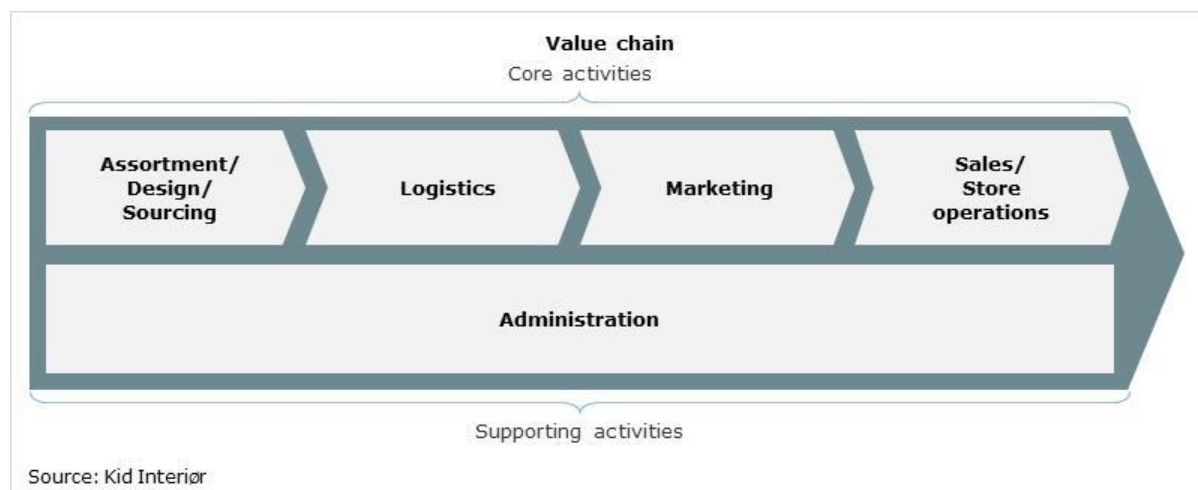 Value chain
Core activities
Assortment/
Design/
Sourcing
Logistics
Marketing
Sales/
Store
operations
Administration
Supporting activities
Source: Kid Interiør